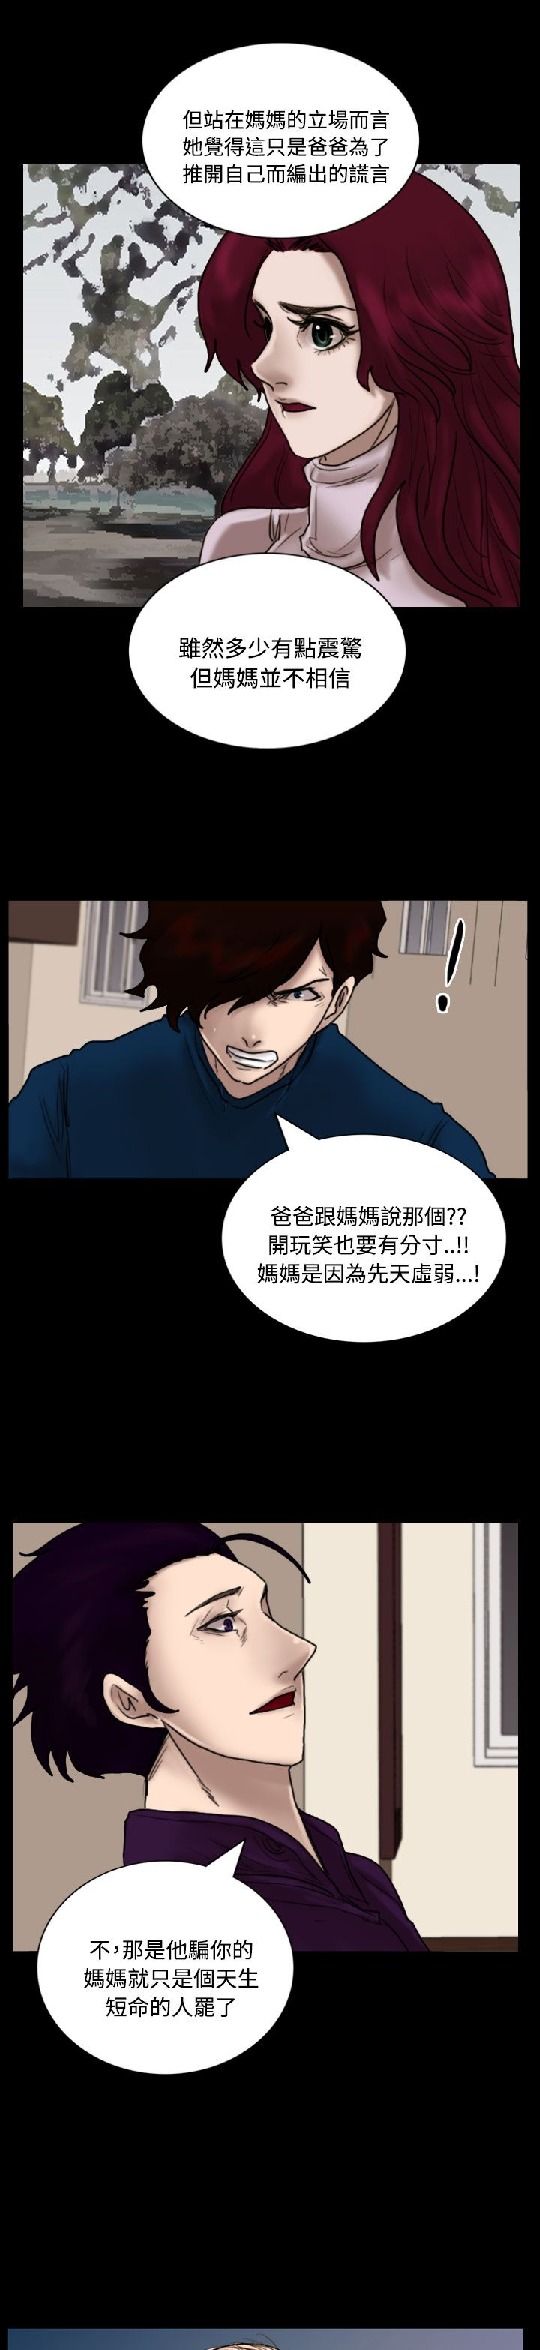 但站在媽媽的立場而言
她覺得這只是爸爸為了
推開自己而編出的謊言
雖然多少有點震驚
但媽媽並不相信
!
爸爸跟媽媽說那個??
開玩笑也要有分寸..!!
媽媽是因為先天虛弱...!
不,那是他騙你的
媽媽就只是個天生
短命的人罷了